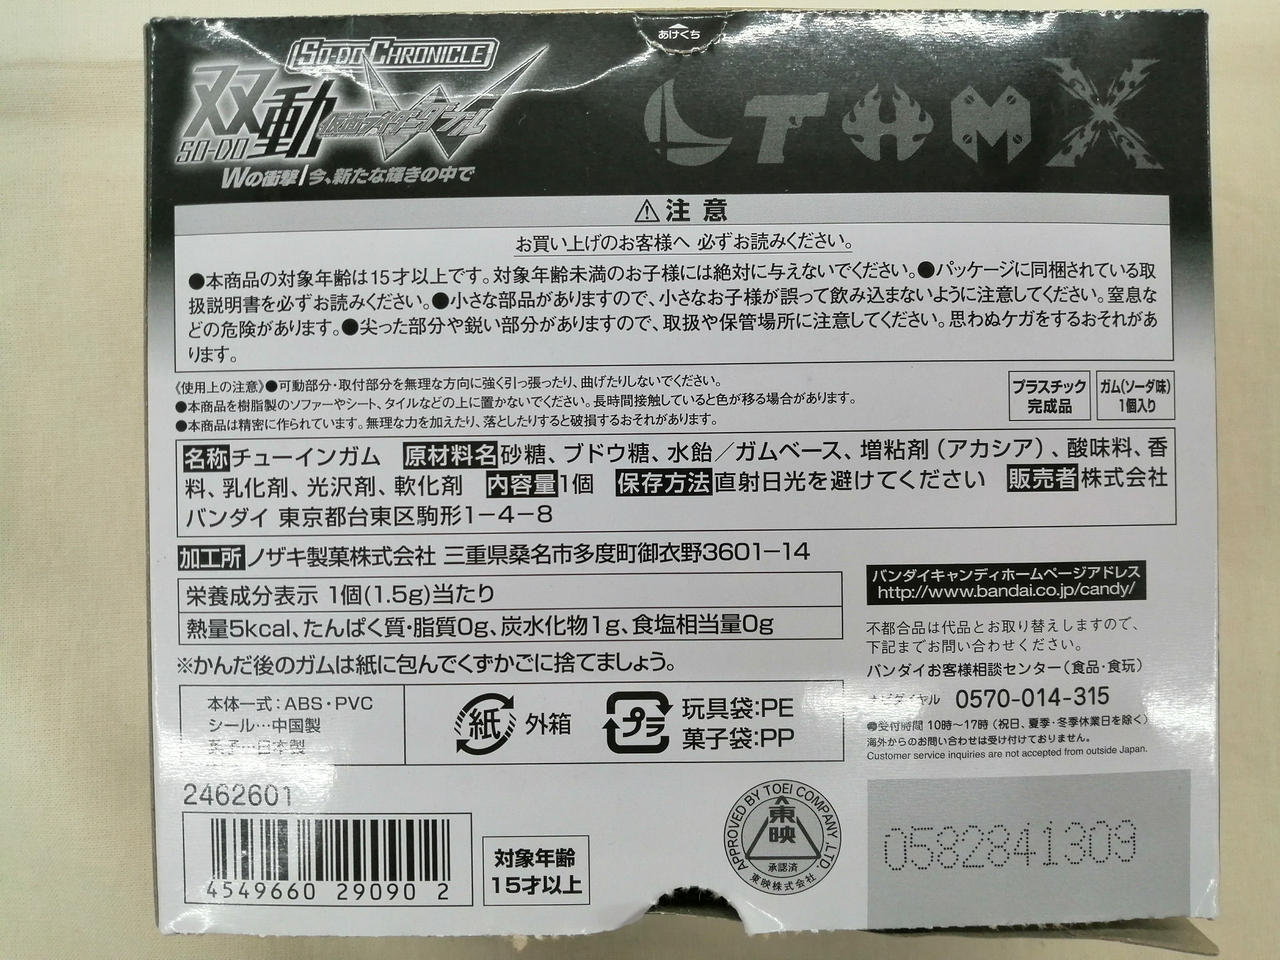 あけくち
SO-DO CHRONICLE
双動
SO-DO
仮面ライダーダブル
Wの衝撃/今、新たな輝きの中で
L T H M X
⚠注意
お買い上げのお客様へ 必ずお読みください。
●本商品の対象年齢は15才以上です。対象年齢未満のお子様には絶対に与えないでください。●パッケージに同梱されている取
扱説明書を必ずお読みください。●小さな部品がありますので、小さなお子様が誤って飲み込まないように注意してください。窒息な
どの危険があります。●尖った部分や鋭い部分がありますので、取扱や保管場所に注意してください。思わぬケガをするおそれがあ
ります。
《使用上の注意》●可動部分・取付部分を無理な方向に強く引っ張ったり、曲げたりしないでください。
●本商品を樹脂製のソファーやシート、タイルなどの上に置かないでください。長時間接触していると色が移る場合があります。
●本商品は精密に作られています。無理な力を加えたり、落としたりすると破損するおそれがあります。
プラスチック
完成品
ガム(ソーダ味)
1個入り
名称チューインガム 原材料名砂糖、ブドウ糖、水飴／ガムベース、増粘剤(アカシア)、酸味料、香
料、乳化剤、光沢剤、軟化剤 内容量1個 保存方法直射日光を避けてください 販売者株式会社
バンダイ 東京都台東区駒形1−4−8
加工所ノザキ製菓株式会社 三重県桑名市多度町御衣野3601−14
栄養成分表示 1個(1.5g)当たり
熱量5kcal、たんぱく質・脂質0g、炭水化物1g、食塩相当量0g
※かんだ後のガムは紙に包んでくずかごに捨てましょう。
バンダイキャンディホームページアドレス
http://www.bandai.co.jp/candy/
不都合品は代品とお取り替えしますので、
下記までお問い合わせください。
バンダイお客様相談センター(食品・食玩)
ナビダイヤル 0570-014-315
●受付時間 10時〜17時(祝日、夏季・冬季休業日を除く)
海外からのお問い合わせは受け付けておりません。
Customer service inquiries are not accepted from outside Japan.
本体一式：ABS・PVC
シール…中国製
菓子…日本製
紙 外箱
プラ 玩具袋:PE
菓子袋:PP
2462601
4549660 29090 2
対象年齢
15才以上
APPROVED BY TOEI COMPANY, LTD.
東映
承認済
東映株式会社
0582841309